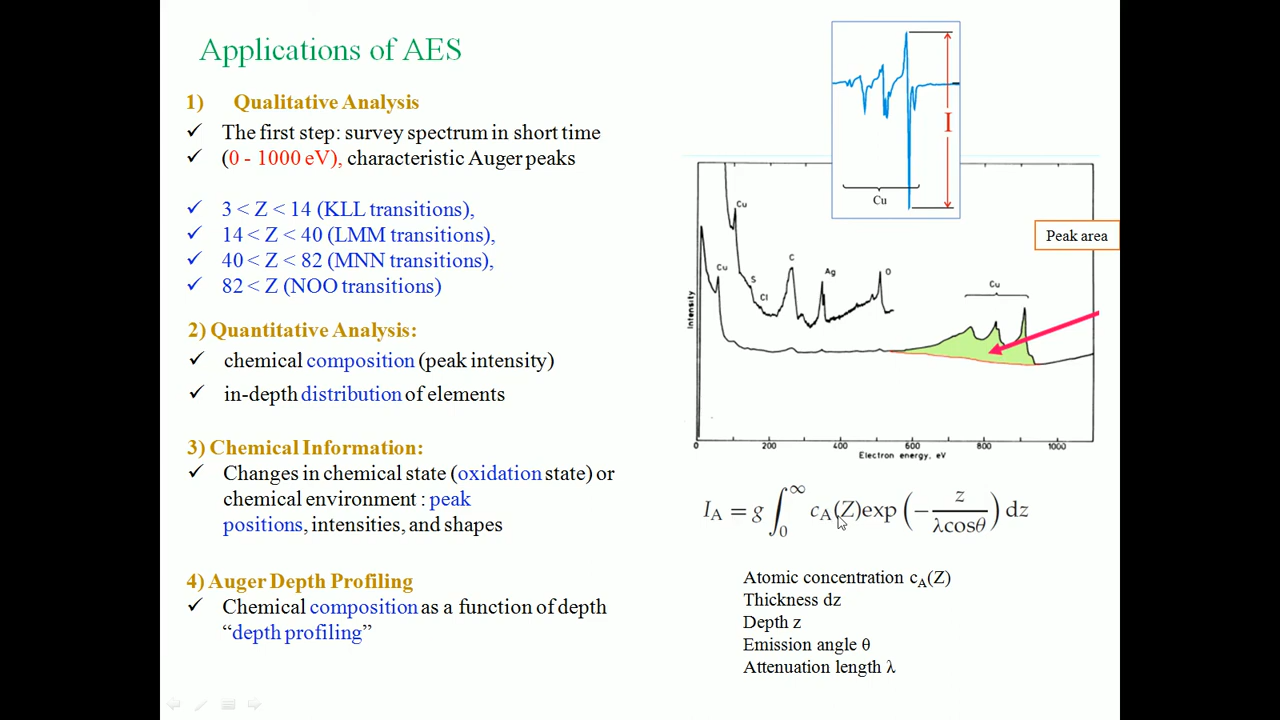 Applications of AES
1) Qualitative Analysis
✓ The first step: survey spectrum in short time
✓ (0 - 1000 eV), characteristic Auger peaks
✓ 3 < Z < 14 (KLL transitions),
✓ 14 < Z < 40 (LMM transitions),
✓ 40 < Z < 82 (MNN transitions),
✓ 82 < Z (NOO transitions)
2) Quantitative Analysis:
✓ chemical composition (peak intensity)
✓ in-depth distribution of elements
3) Chemical Information:
✓ Changes in chemical state (oxidation state) or
chemical environment : peak
positions, intensities, and shapes
4) Auger Depth Profiling
✓ Chemical composition as a function of depth
“depth profiling”
I
Cu
Peak area
Cu
Cu
S
Cl
C
Ag
O
Cu
Intensity
0 200 400 600 800 1000
Electron energy, eV
I_A = g ∫_0^∞ c_A(Z)exp(−z/(λcosθ)) dz
Atomic concentration c_A(Z)
Thickness dz
Depth z
Emission angle θ
Attenuation length λ